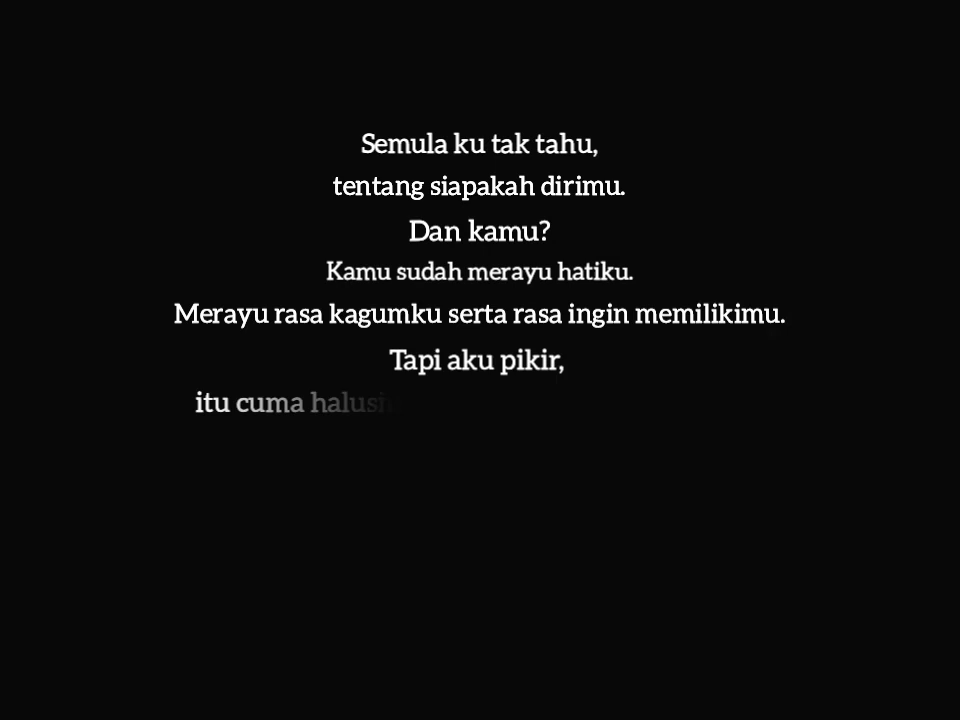 Semula ku tak tahu,
tentang siapakah dirimu.
Dan kamu?
Kamu sudah merayu hatiku.
Merayu rasa kagumku serta rasa ingin memilikimu.
Tapi aku pikir,
itu cuma